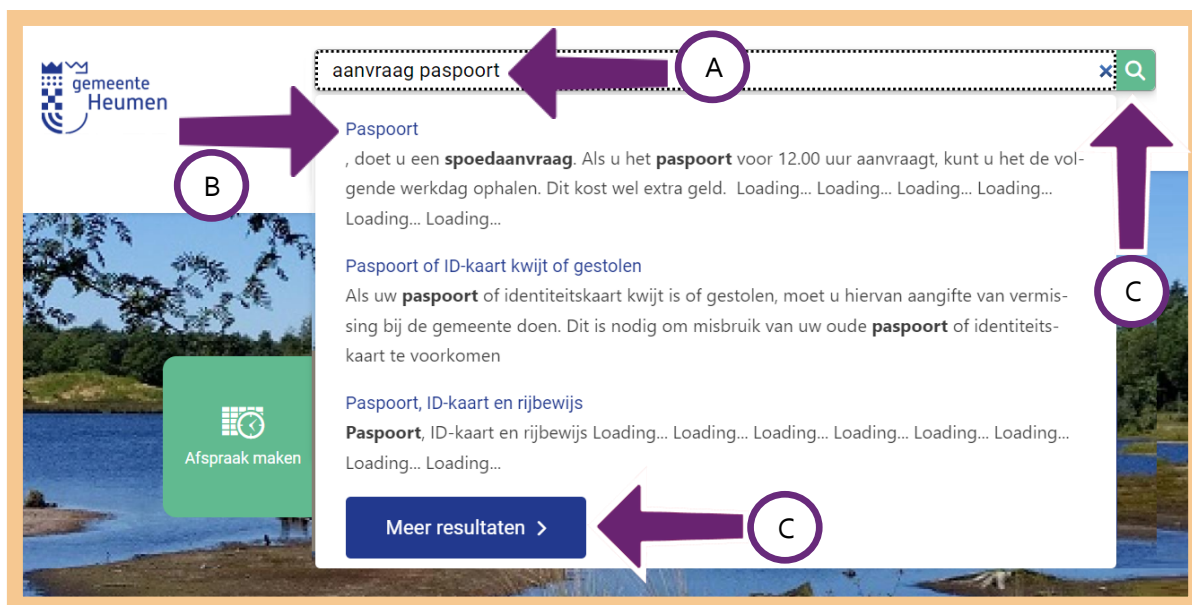 gemeente
Heumen
aanvraag paspoort
A
×
Paspoort
, doet u een spoedaanvraag. Als u het paspoort voor 12.00 uur aanvraagt, kunt u het de vol-
gende werkdag ophalen. Dit kost wel extra geld. Loading... Loading... Loading... Loading...
Loading... Loading...
B
Paspoort of ID-kaart kwijt of gestolen
Als uw paspoort of identiteitskaart kwijt is of gestolen, moet u hiervan aangifte van vermis-
sing bij de gemeente doen. Dit is nodig om misbruik van uw oude paspoort of identiteits-
kaart te voorkomen
C
Paspoort, ID-kaart en rijbewijs
Paspoort, ID-kaart en rijbewijs Loading... Loading... Loading... Loading... Loading... Loading...
Loading... Loading...
Afspraak maken
Meer resultaten >
C